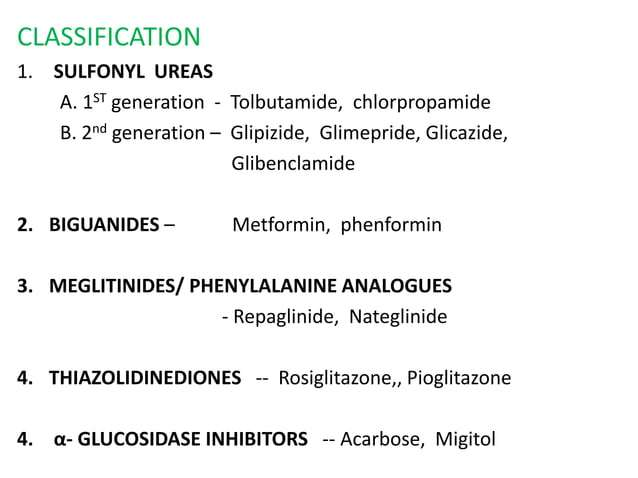 CLASSIFICATION
1. SULFONYL UREAS
A. 1ST generation - Tolbutamide, chlorpropamide
B. 2nd generation – Glipizide, Glimepride, Glicazide,
Glibenclamide
2. BIGUANIDES – Metformin, phenformin
3. MEGLITINIDES/ PHENYLALANINE ANALOGUES
- Repaglinide, Nateglinide
4. THIAZOLIDINEDIONES -- Rosiglitazone,, Pioglitazone
4. α- GLUCOSIDASE INHIBITORS -- Acarbose, Migitol